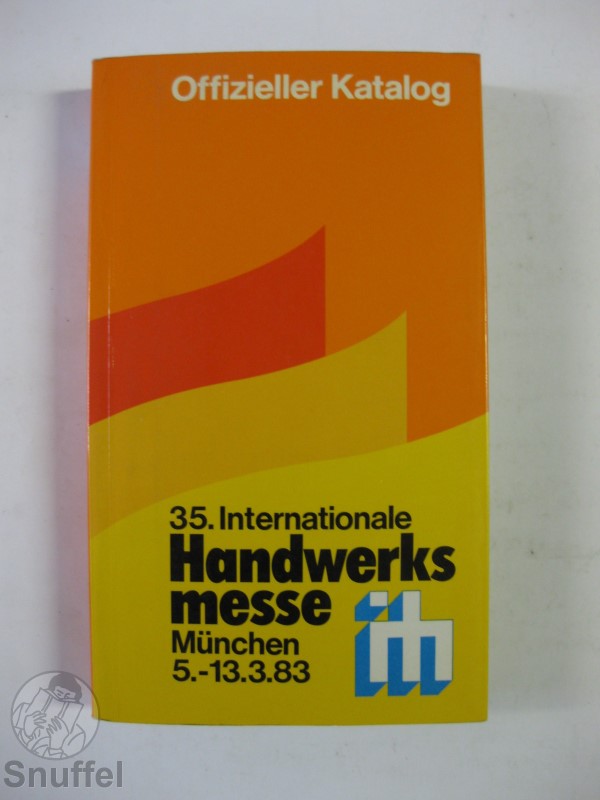 Offizieller Katalog
35. Internationale
Handwerks
messe
München
5.-13.3.83
ih
Snuffel